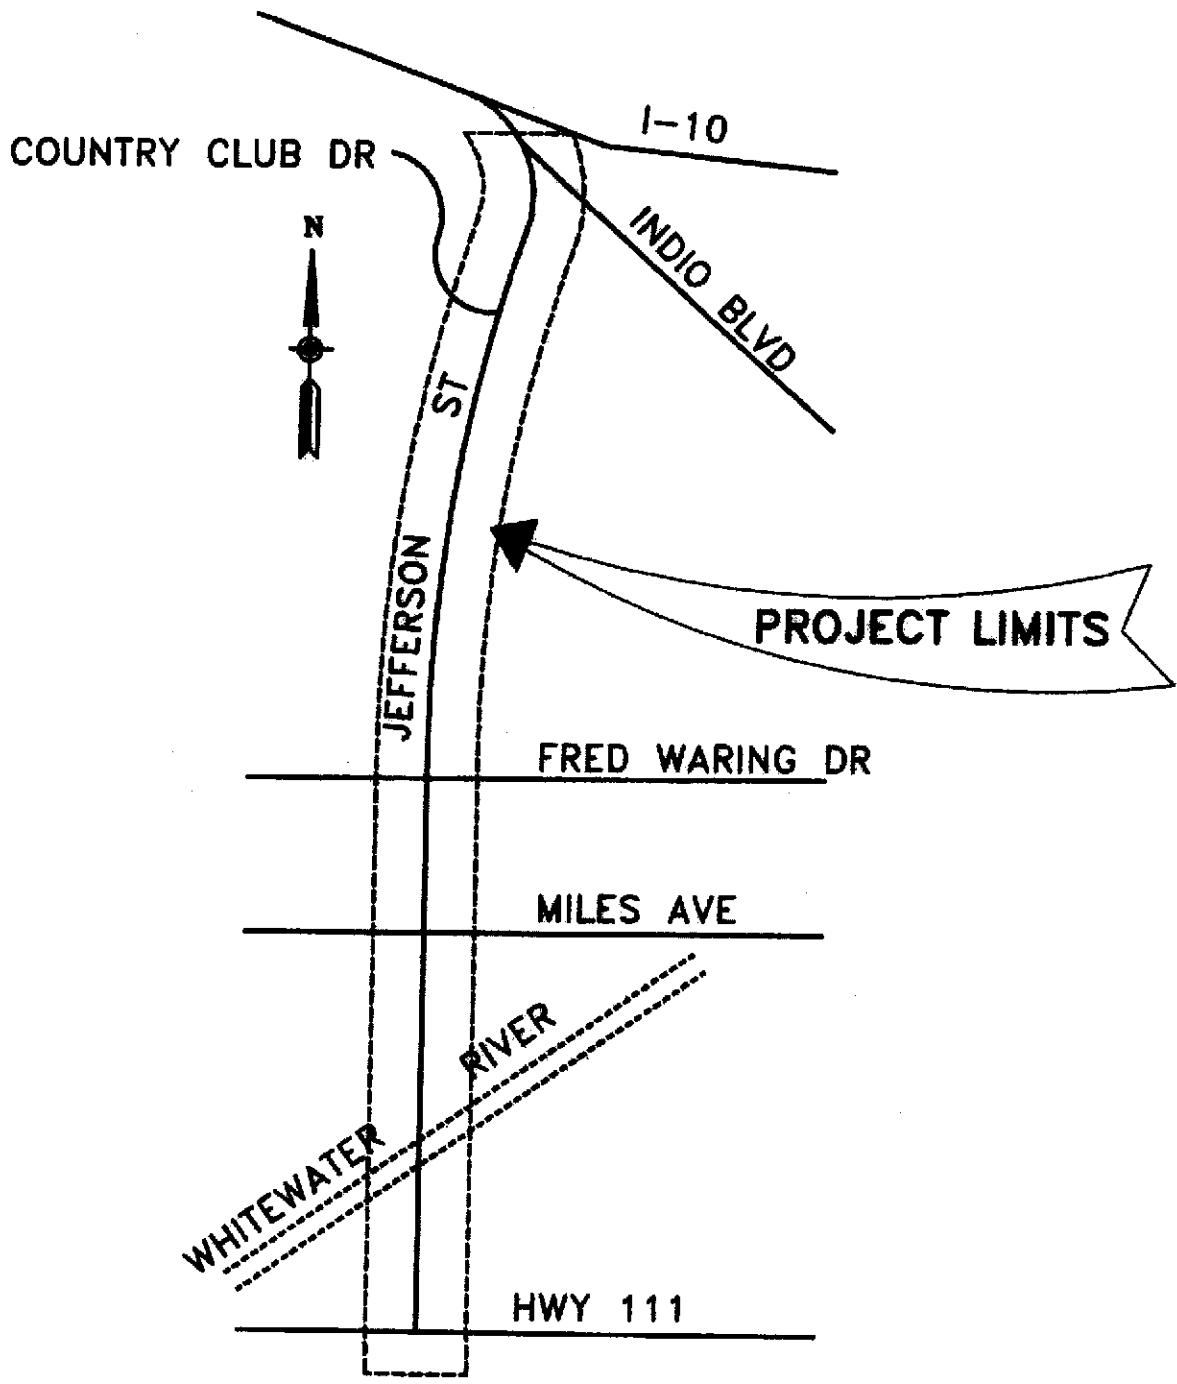 I-10
COUNTRY CLUB DR
N
INDIO BLVD
JEFFERSON ST
PROJECT LIMITS
FRED WARING DR
MILES AVE
WHITEWATER RIVER
HWY 111